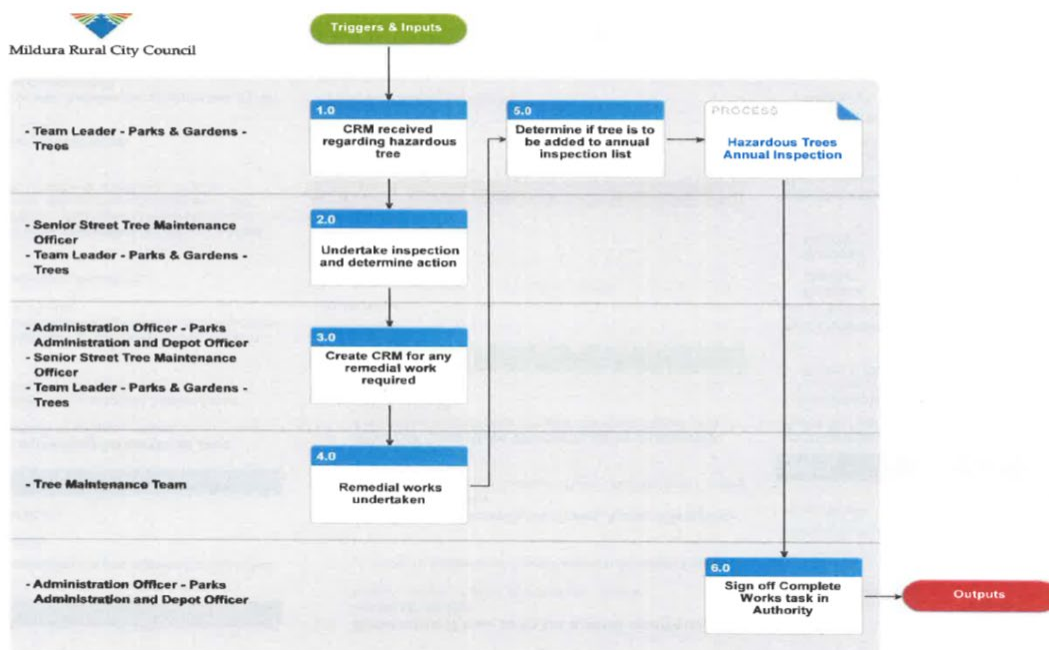 Mildura Rural City Council
Triggers & Inputs
- Team Leader - Parks & Gardens -
Trees
1.0
CRM received
regarding hazardous
tree
5.0
Determine if tree is to
be added to annual
inspection list
PROCESS
Hazardous Trees
Annual Inspection
- Senior Street Tree Maintenance
Officer
- Team Leader - Parks & Gardens -
Trees
2.0
Undertake inspection
and determine action
- Administration Officer - Parks
Administration and Depot Officer
- Senior Street Tree Maintenance
Officer
- Team Leader - Parks & Gardens -
Trees
3.0
Create CRM for any
remedial work
required
- Tree Maintenance Team
4.0
Remedial works
undertaken
- Administration Officer - Parks
Administration and Depot Officer
6.0
Sign off Complete
Works task in
Authority
Outputs